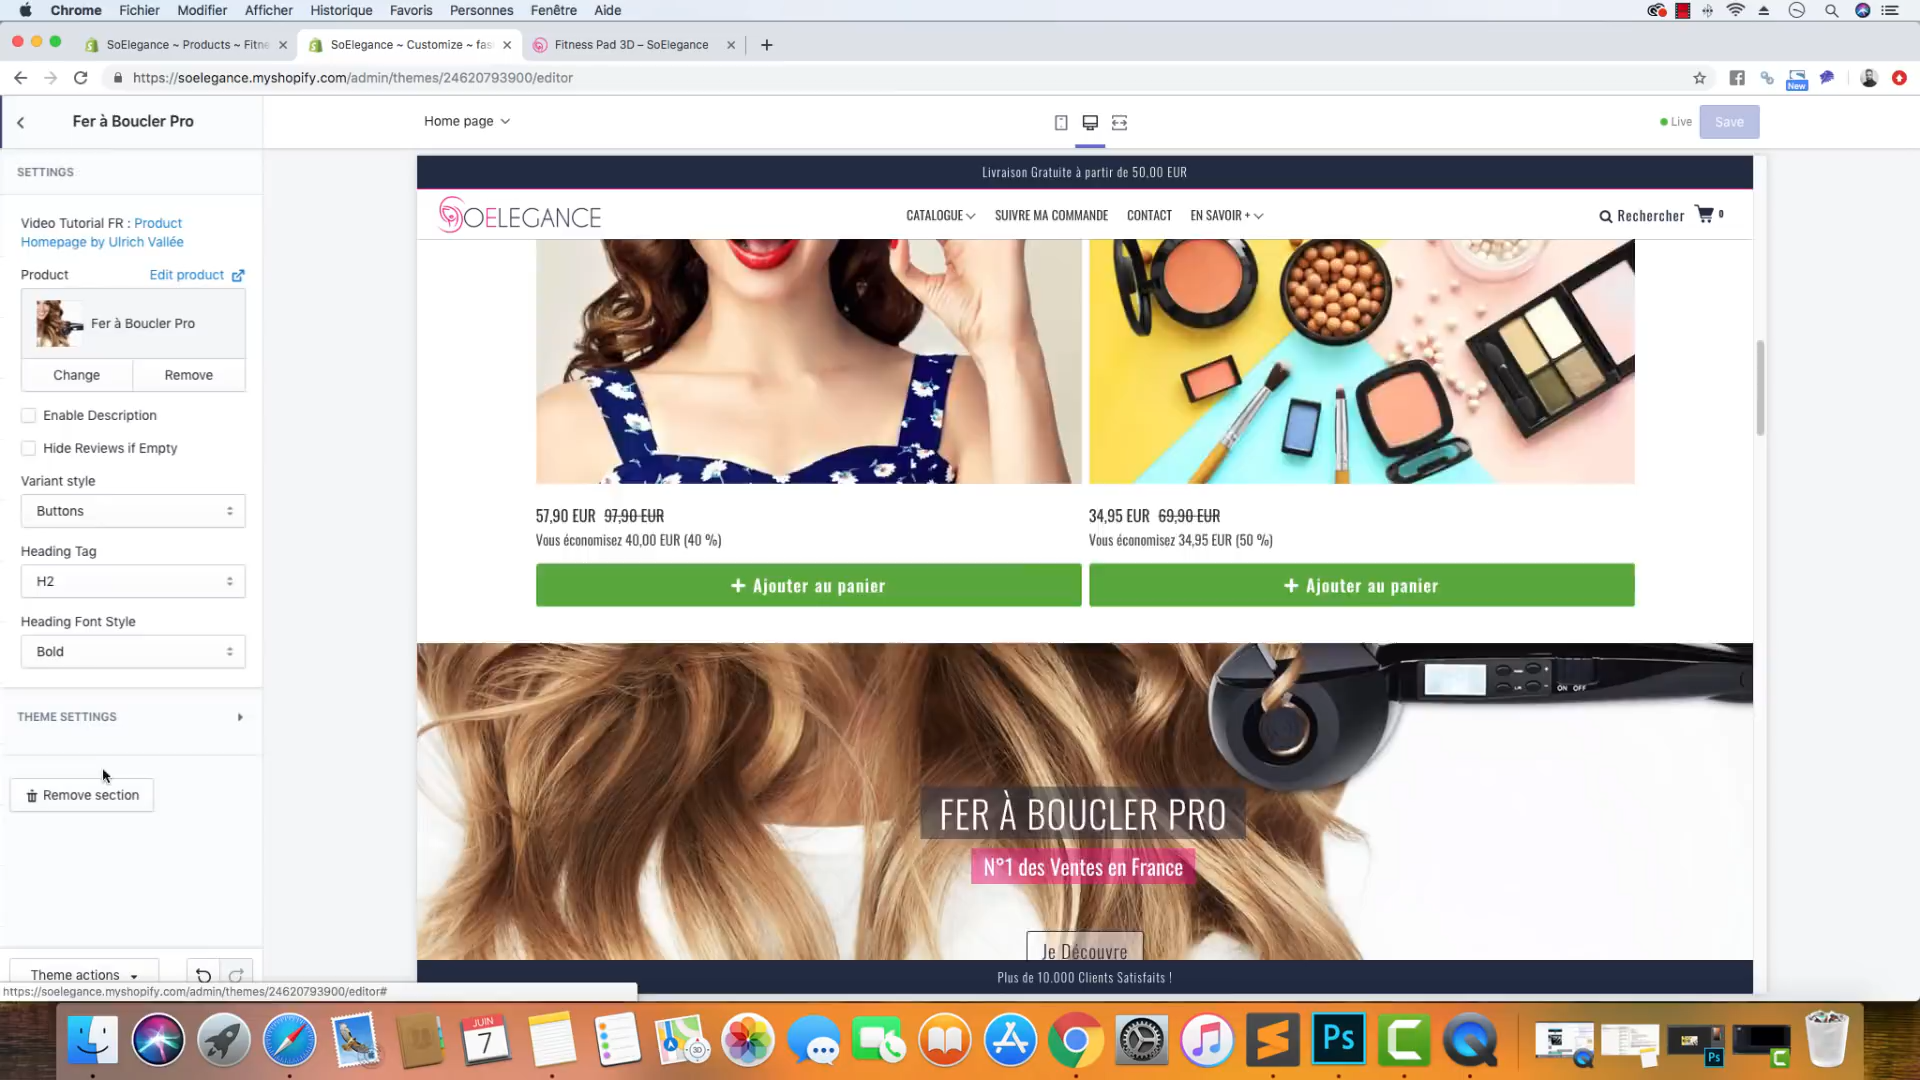 Chrome Fichier Modifier Afficher Historique Favoris Personnes Fenêtre Aide
SoElegance ~ Products ~ Fitne
SoElegance ~ Customize ~ fas
Fitness Pad 3D – SoElegance
https://soelegance.myshopify.com/admin/themes/24620793900/editor
New
Fer à Boucler Pro
Home page
Live
Save
SETTINGS
Video Tutorial FR : Product
Homepage by Ulrich Vallée
Product
Edit product
Fer à Boucler Pro
Change
Remove
Enable Description
Hide Reviews if Empty
Variant style
Buttons
Heading Tag
H2
Heading Font Style
Bold
THEME SETTINGS
Remove section
Theme actions
https://soelegance.myshopify.com/admin/themes/24620793900/editor#
Livraison Gratuite à partir de 50,00 EUR
SOELEGANCE
CATALOGUE
SUIVRE MA COMMANDE
CONTACT
EN SAVOIR +
Rechercher
0
57,90 EUR 97,90 EUR
Vous économisez 40,00 EUR (40 %)
+ Ajouter au panier
34,95 EUR 69,90 EUR
Vous économisez 34,95 EUR (50 %)
+ Ajouter au panier
ON OFF
FER À BOUCLER PRO
N°1 des Ventes en France
Je Découvre
Plus de 10.000 Clients Satisfaits !
JUIN
7
3D
Ps
Ps